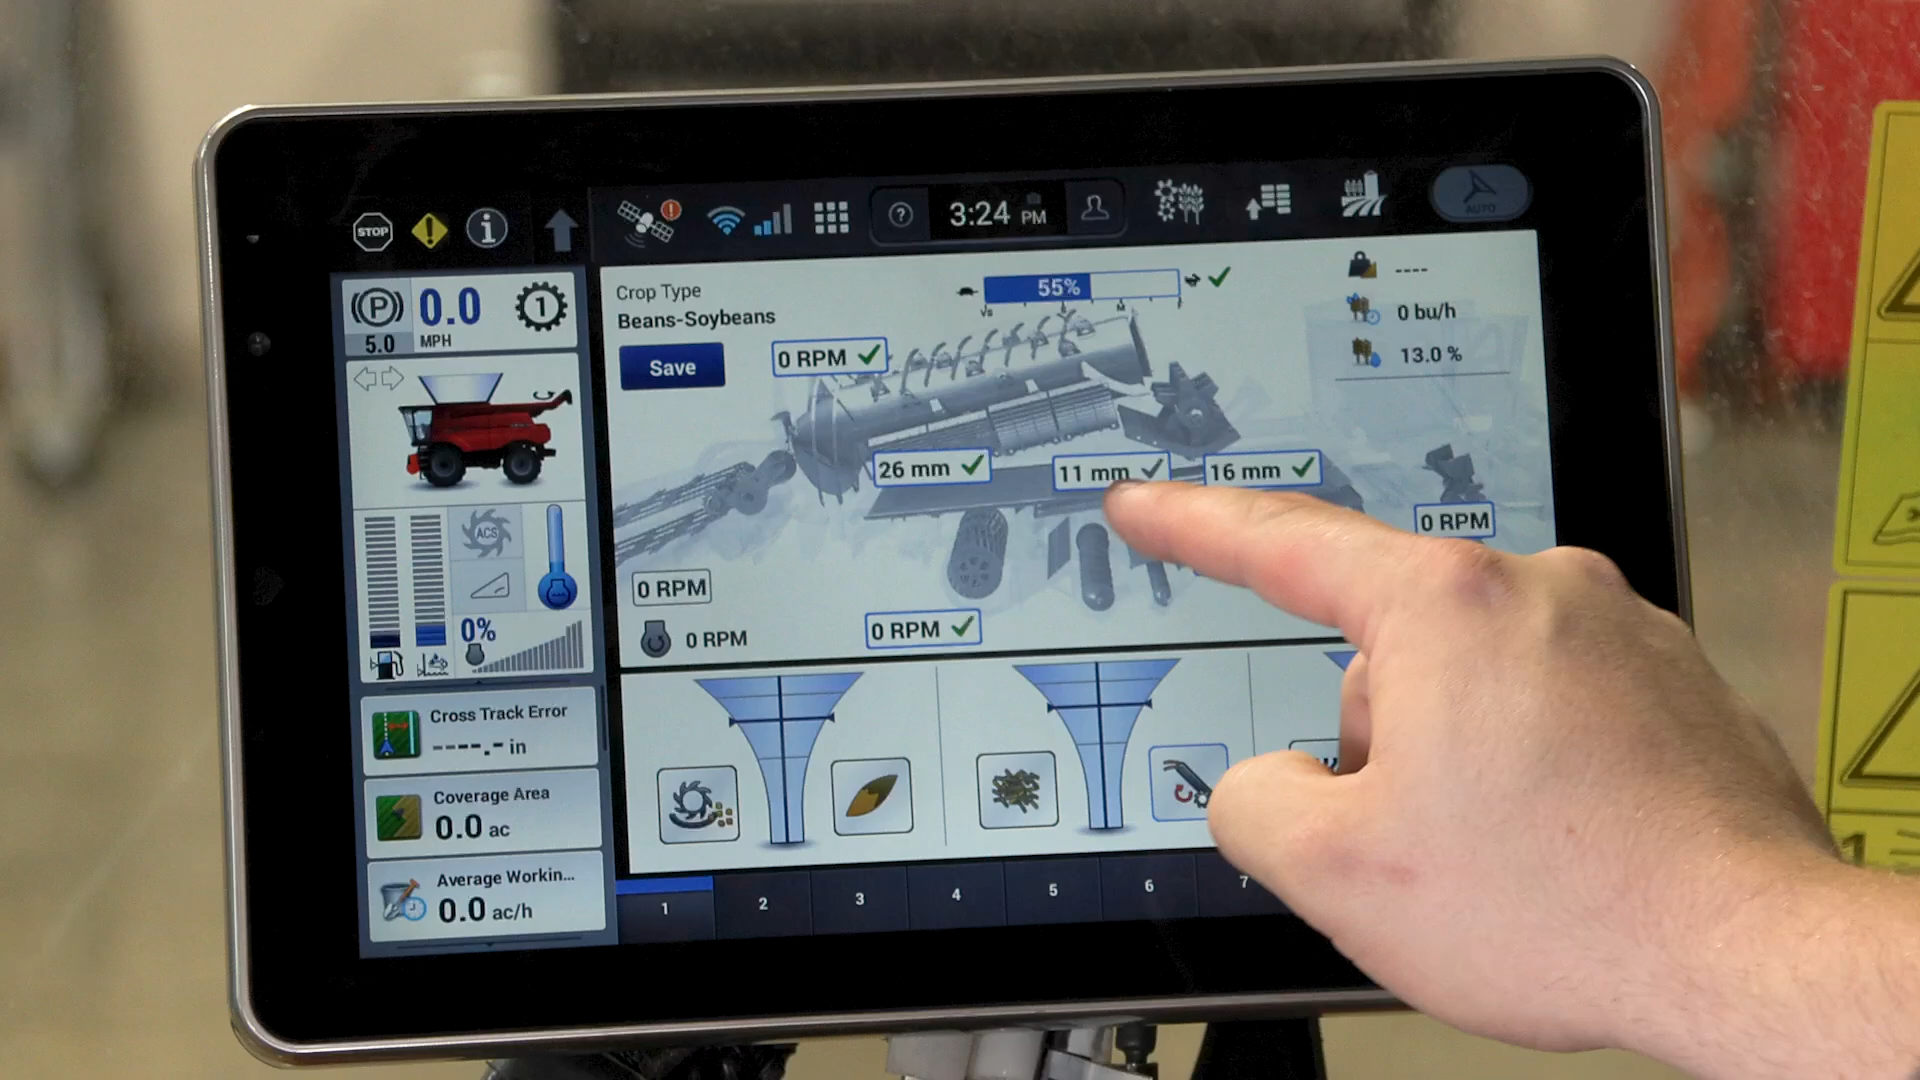 STOP
3:24 PM
AUTO
P
0.0
1
5.0
MPH
Crop Type
Beans-Soybeans
Save
55%
Vs
M
----
0 bu/h
13.0 %
0 RPM
26 mm
11 mm
16 mm
0 RPM
0 RPM
0 RPM
0 RPM
ACS
0%
Cross Track Error
----.- in
Coverage Area
0.0 ac
Average Workin...
0.0 ac/h
1
2
3
4
5
6
7